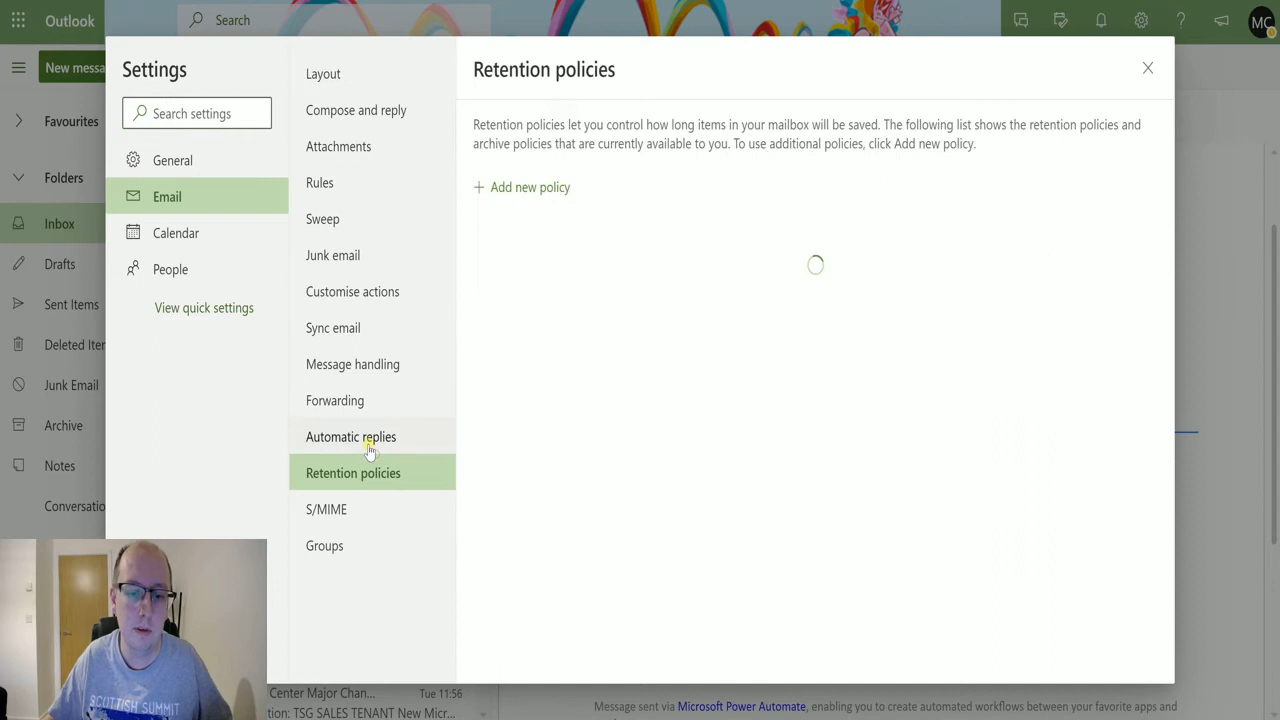 Outlook
Search
MC
New messa
Favourites
Folders
Inbox
Drafts
Sent Items
Deleted Iter
Junk Email
Archive
Notes
Conversatio
Settings
Search settings
General
Email
Calendar
People
View quick settings
Layout
Compose and reply
Attachments
Rules
Sweep
Junk email
Customise actions
Sync email
Message handling
Forwarding
Automatic replies
Retention policies
S/MIME
Groups
Retention policies
Retention policies let you control how long items in your mailbox will be saved. The following list shows the retention policies and
archive policies that are currently available to you. To use additional policies, click Add new policy.
Add new policy
Center Major Chan...
Tue 11:56
tion: TSG SALES TENANT New Micr...
Message sent via Microsoft Power Automate, enabling you to create automated workflows between your favorite apps and
SCOTTISH SUMMIT